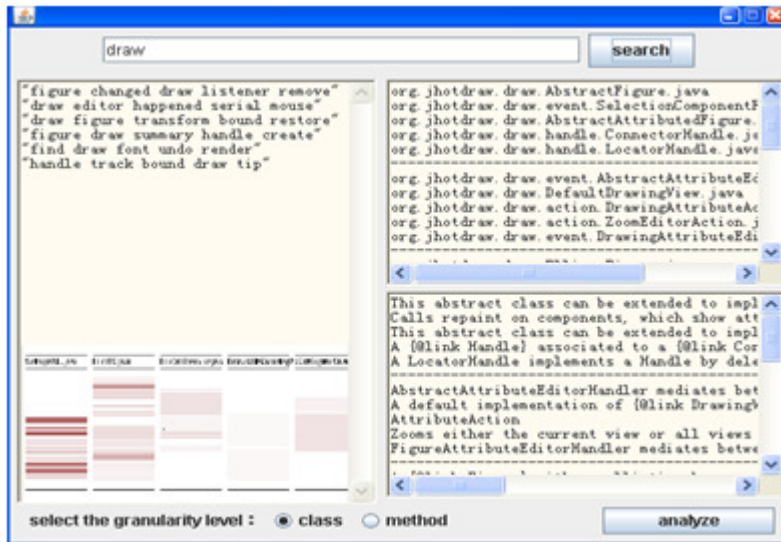 draw
search
"figure changed draw listener remove"
"draw editor happened serial mouse"
"draw figure transform bound restore"
"figure draw summary handle create"
"find draw font undo render"
"handle track bound draw tip"
org.jhotdraw.draw.AbstractFigure.java
org.jhotdraw.draw.event.SelectionComponentF
org.jhotdraw.draw.AbstractAttributedFigure.
org.jhotdraw.draw.handle.ConnectorHandle.ja
org.jhotdraw.draw.handle.LocatorHandle.java
org.jhotdraw.draw.event.AbstractAttributeEd
org.jhotdraw.draw.DefaultDrawingView.java
org.jhotdraw.draw.action.DrawingAttributeAc
org.jhotdraw.draw.action.ZoomEditorAction.j
org.jhotdraw.draw.event.DrawingAttributeEdi
This abstract class can be extended to impl
Calls repaint on components, which show att
This abstract class can be extended to impl
A {@link Handle} associated to a {@link Con
A LocatorHandle implements a Handle by dele
AbstractAttributeEditorHandler mediates bet
A default implementation of {@link DrawingV
AttributeAction
Zooms either the current view or all views
FigureAttributeEditorHandler mediates betwe
select the granularity level :
class
method
analyze